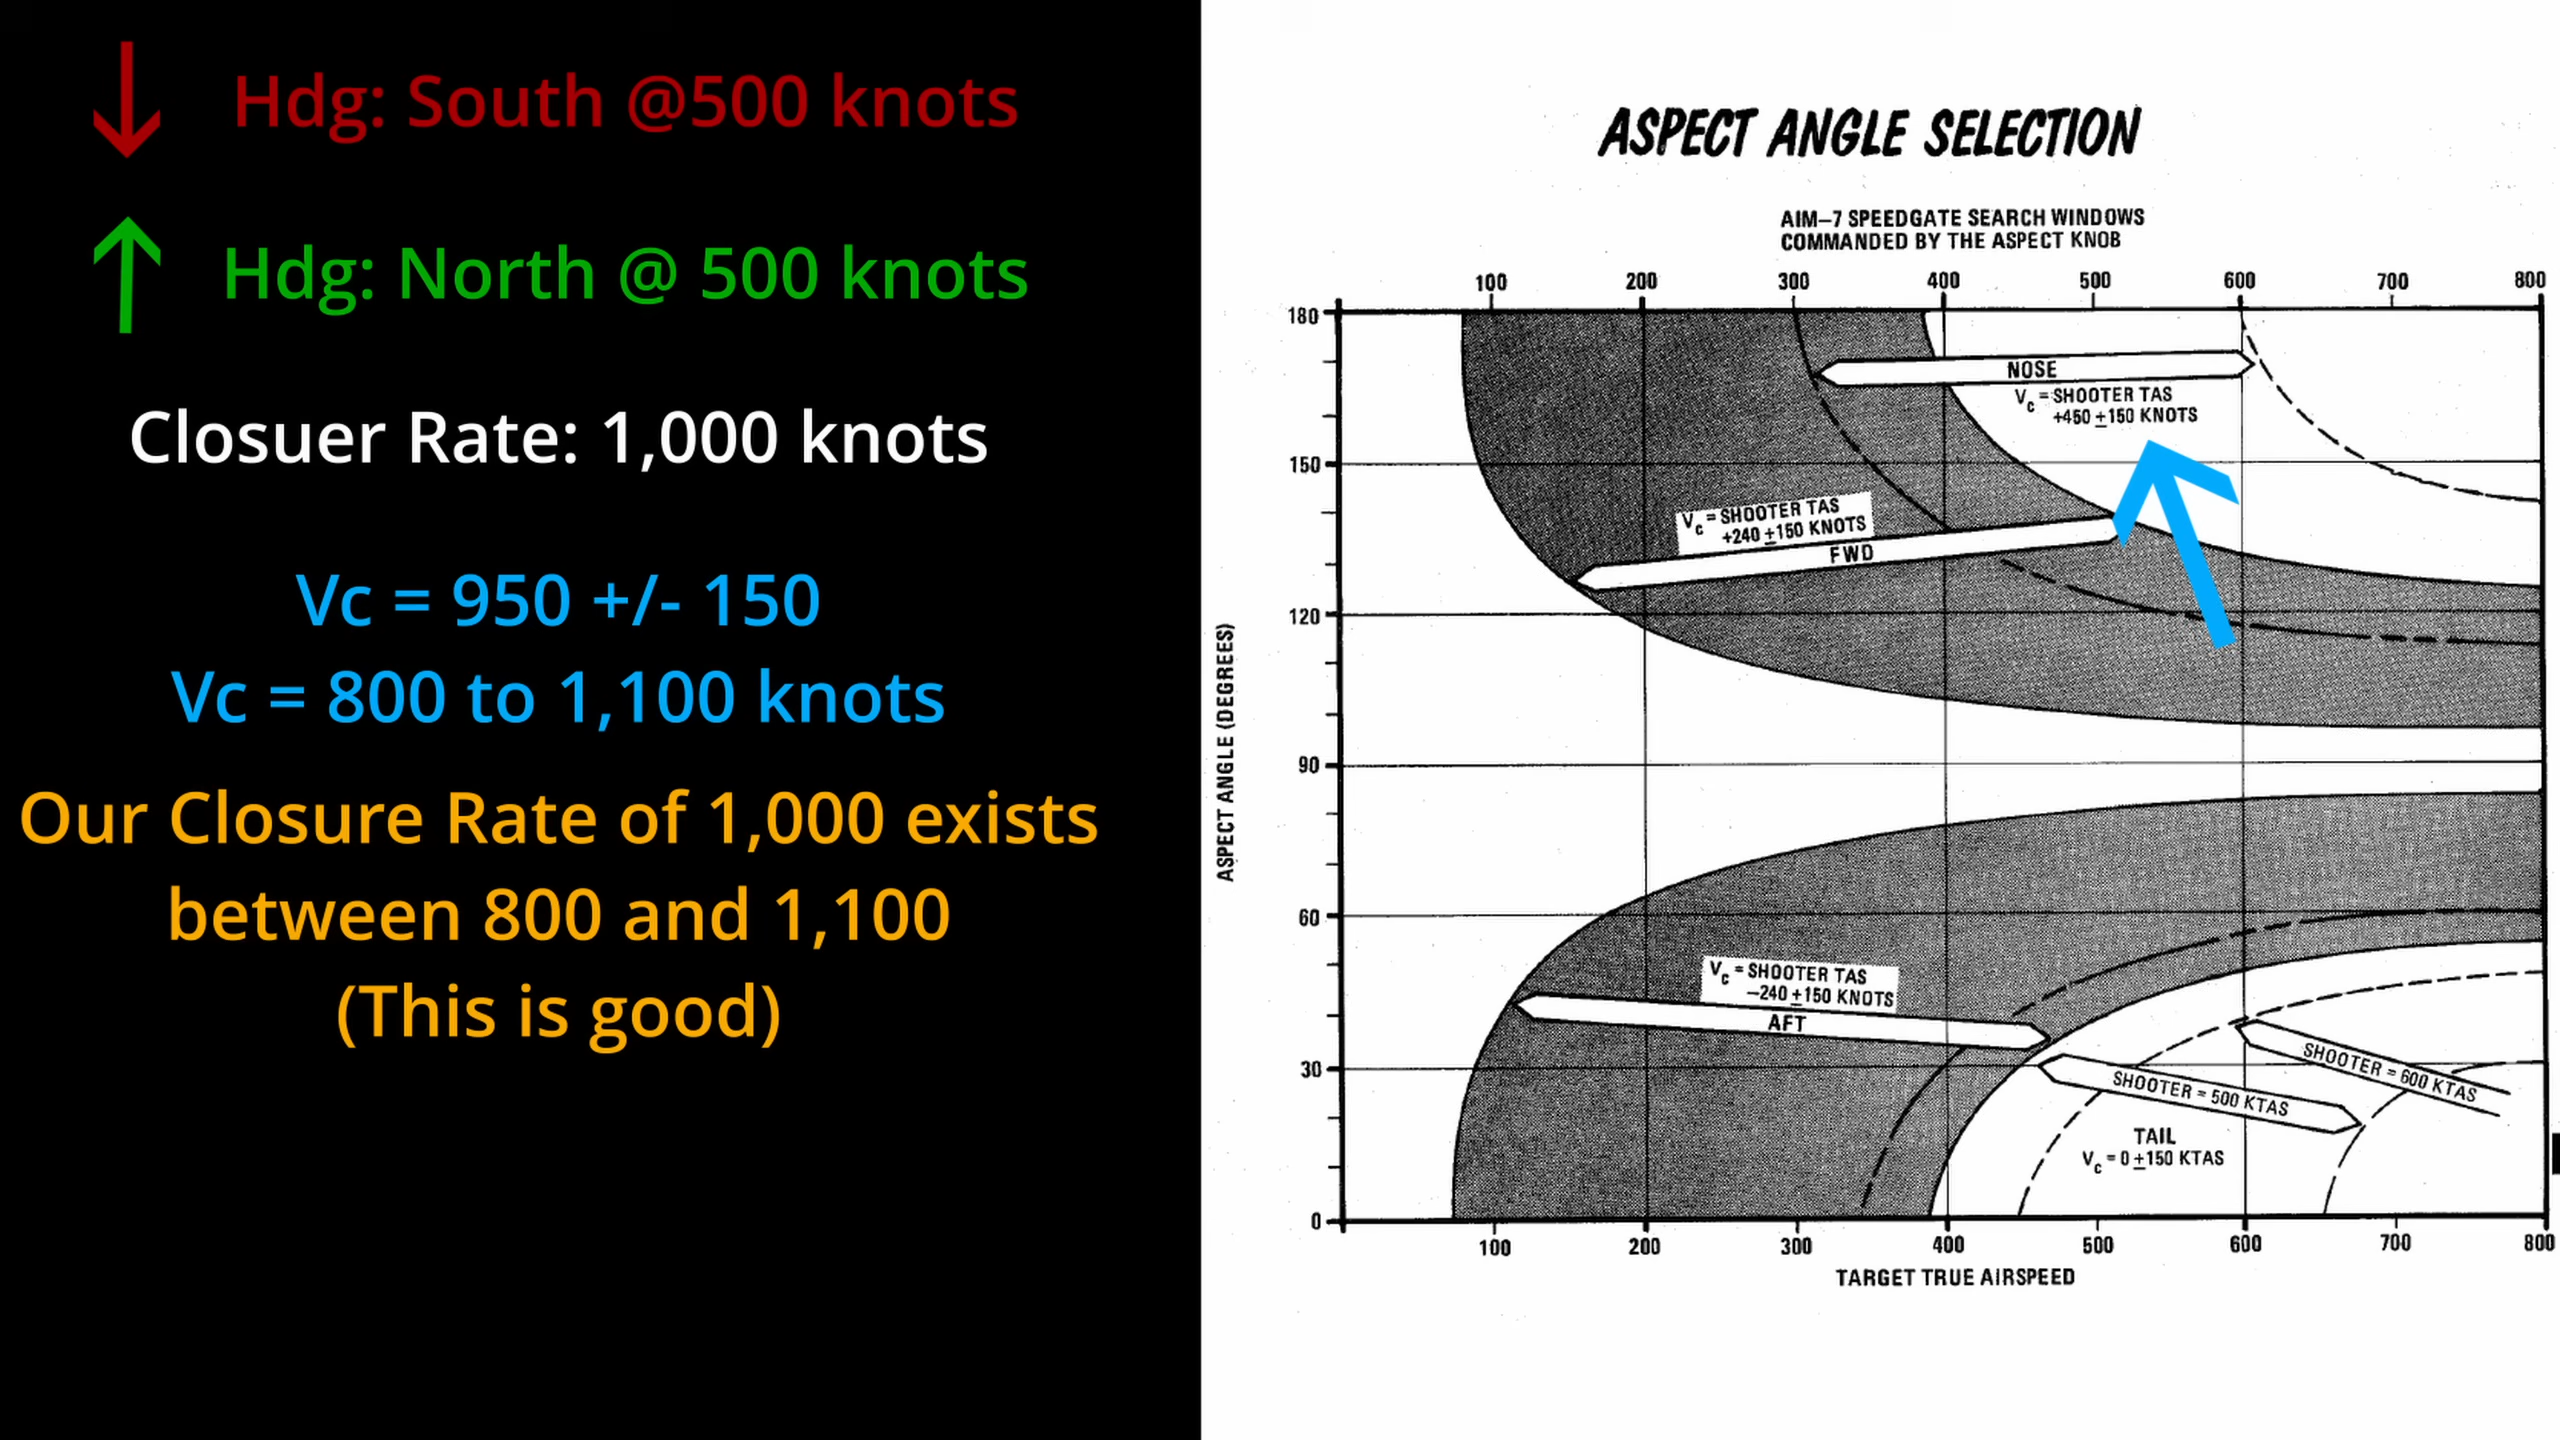 Hdg: South @500 knots
Hdg: North @ 500 knots
Closuer Rate: 1,000 knots
Vc = 950 +/- 150
Vc = 800 to 1,100 knots
Our Closure Rate of 1,000 exists
between 800 and 1,100
(This is good)
ASPECT ANGLE SELECTION
AIM–7 SPEEDGATE SEARCH WINDOWS
COMMANDED BY THE ASPECT KNOB
100 200 300 400 500 600 700 800
180
150
120
90
60
30
0
ASPECT ANGLE (DEGREES)
NOSE
Vc = SHOOTER TAS
+450 ±150 KNOTS
Vc = SHOOTER TAS
+240 ±150 KNOTS
FWD
Vc = SHOOTER TAS
–240 ±150 KNOTS
AFT
SHOOTER = 600 KTAS
SHOOTER = 500 KTAS
TAIL
Vc = 0 ±150 KTAS
100 200 300 400 500 600 700 800
TARGET TRUE AIRSPEED